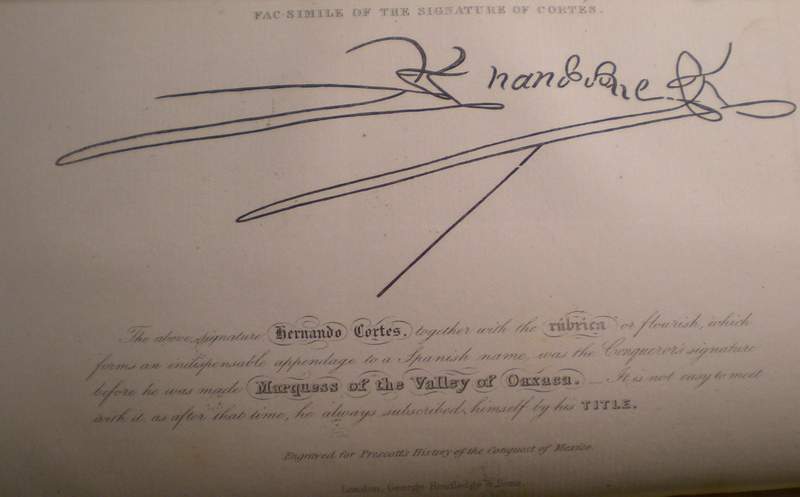 FAC-SIMILE OF THE SIGNATURE OF CORTES.
The above, signature Hernando Cortes. together with the rúbrica or flourish, which
forms an indispensable appendage to a Spanish name, was the Conqueror's signature
before he was made Marquess of the Valley of Oaxaca. _ It is not easy to meet
with it, as after that time, he always subscribed himself by his TITLE.
Engraved for Prescott's History of the Conquest of Mexico.
London, George Routledge & Sons.